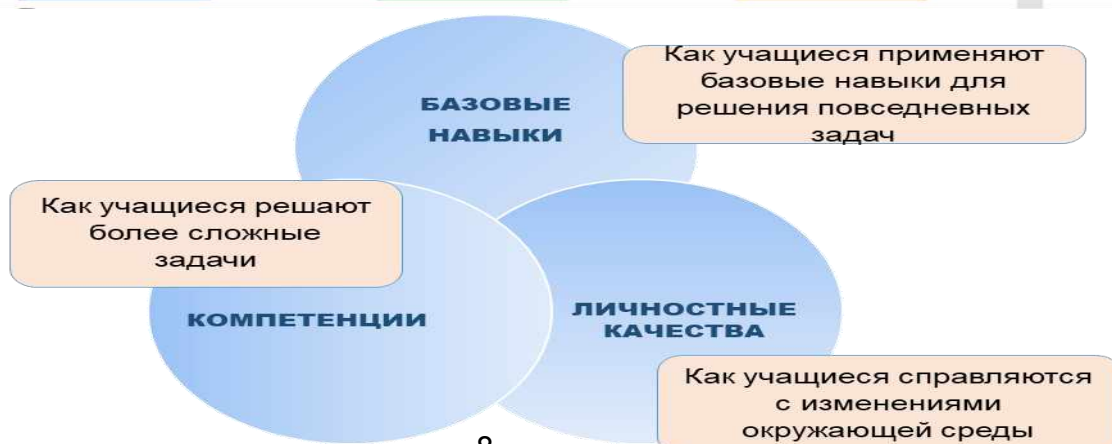 Как учащиеся применяют
базовые навыки для
решения повседневных
задач
БАЗОВЫЕ
НАВЫКИ
Как учащиеся решают
более сложные
задачи
КОМПЕТЕНЦИИ
ЛИЧНОСТНЫЕ
КАЧЕСТВА
Как учащиеся справляются
с изменениями
окружающей среды